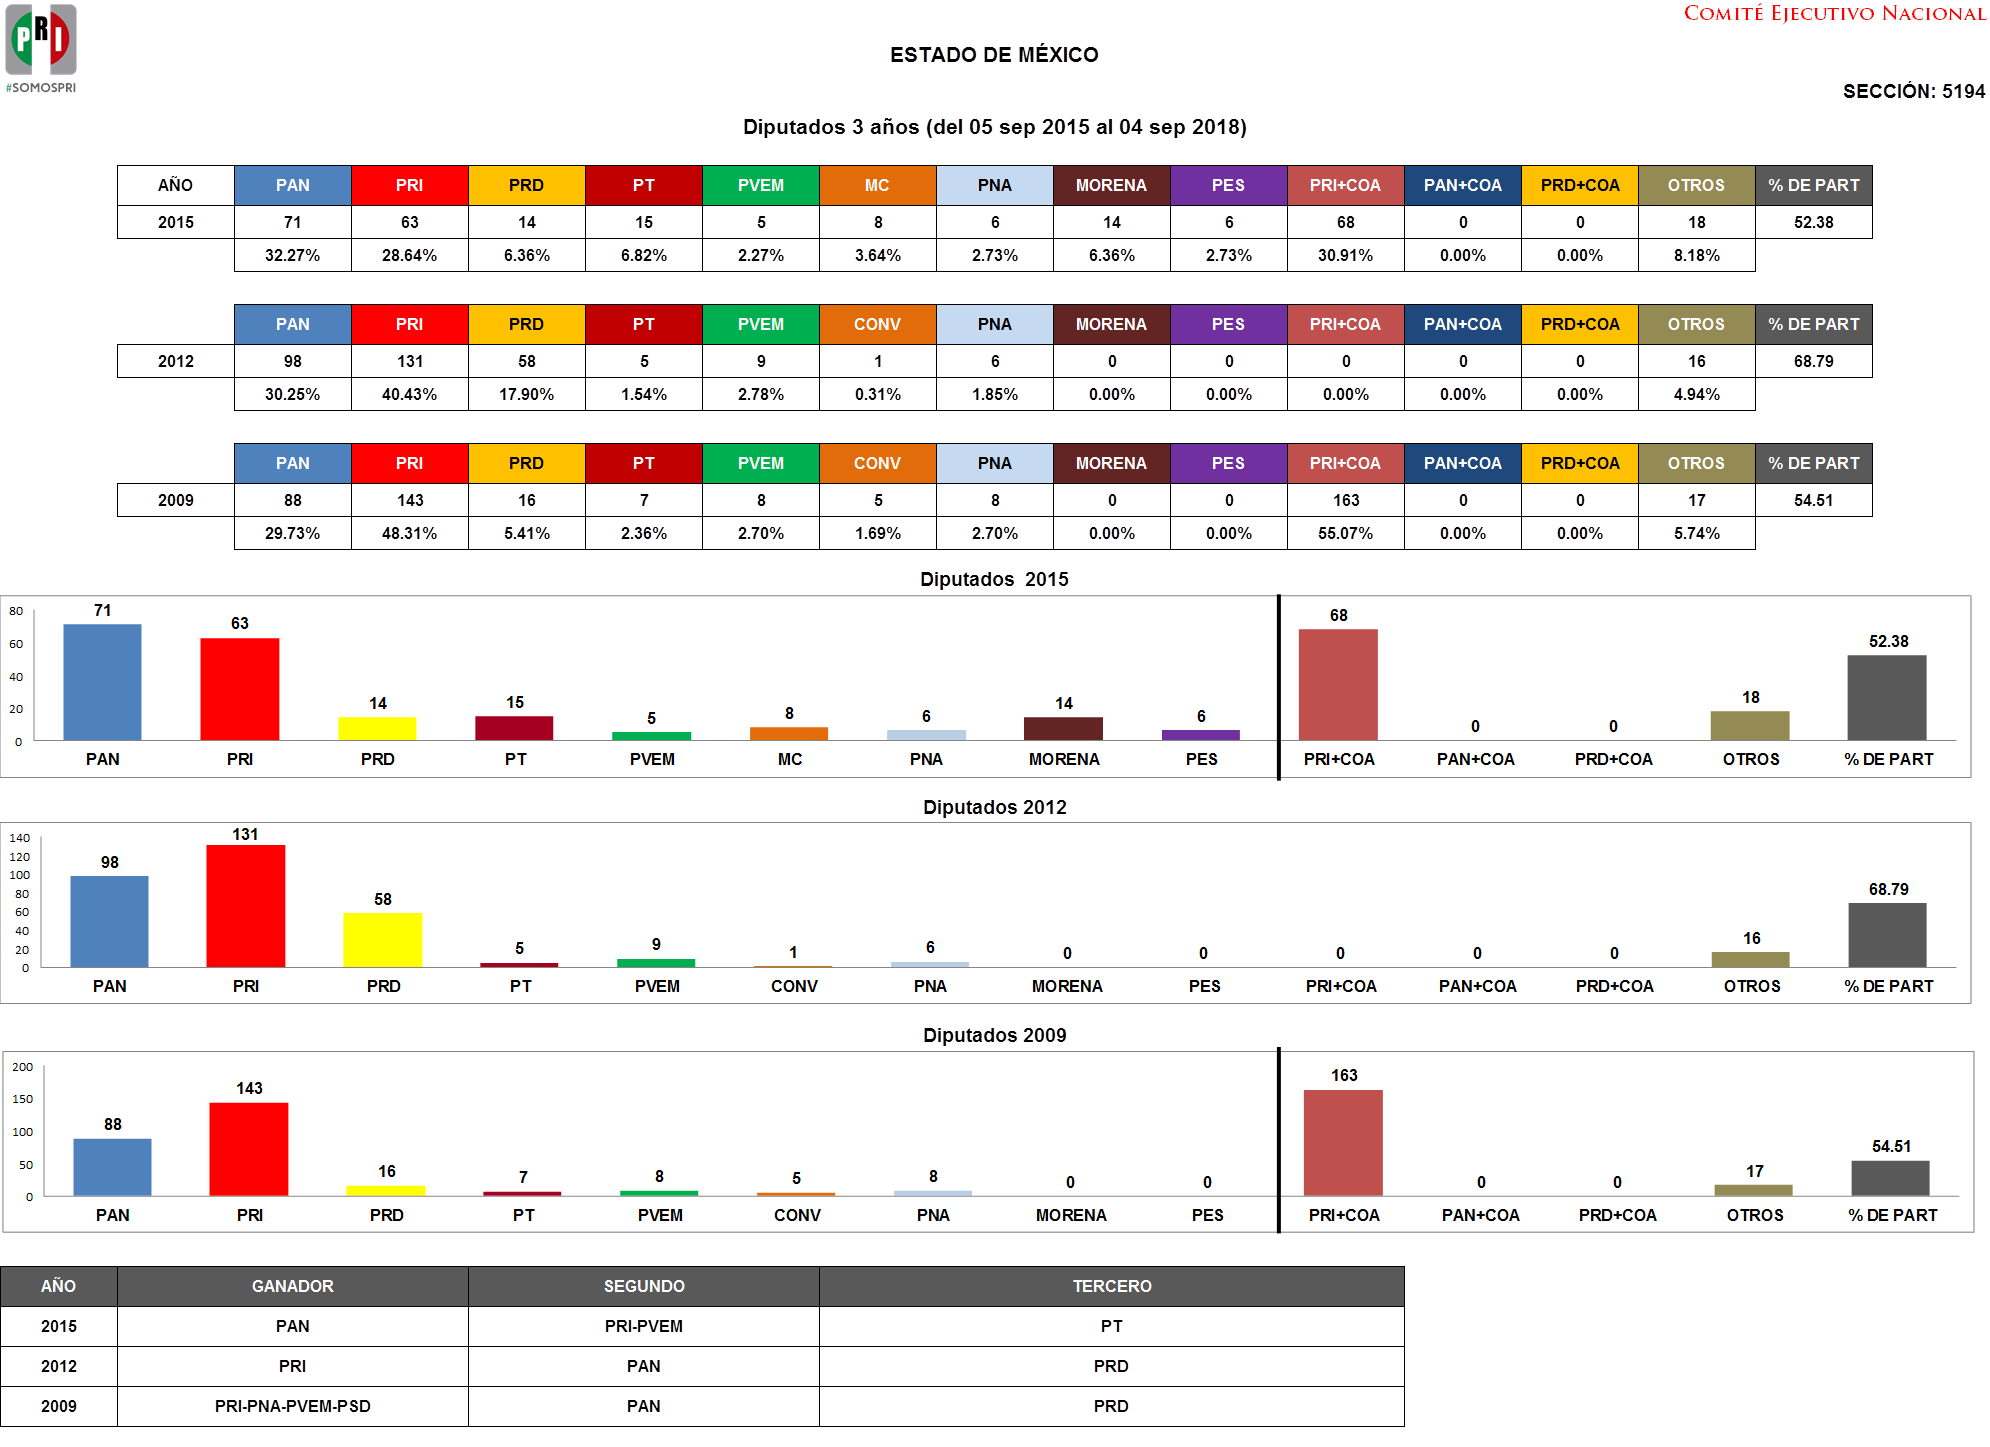 PRI
#SOMOSPRI
COMITÉ EJECUTIVO NACIONAL
ESTADO DE MÉXICO
SECCIÓN: 5194
Diputados 3 años (del 05 sep 2015 al 04 sep 2018)
AÑO PAN PRI PRD PT PVEM MC PNA MORENA PES PRI+COA PAN+COA PRD+COA OTROS % DE PART
2015 71 63 14 15 5 8 6 14 6 68 0 0 18 52.38
32.27% 28.64% 6.36% 6.82% 2.27% 3.64% 2.73% 6.36% 2.73% 30.91% 0.00% 0.00% 8.18%
PAN PRI PRD PT PVEM CONV PNA MORENA PES PRI+COA PAN+COA PRD+COA OTROS % DE PART
2012 98 131 58 5 9 1 6 0 0 0 0 0 16 68.79
30.25% 40.43% 17.90% 1.54% 2.78% 0.31% 1.85% 0.00% 0.00% 0.00% 0.00% 0.00% 4.94%
PAN PRI PRD PT PVEM CONV PNA MORENA PES PRI+COA PAN+COA PRD+COA OTROS % DE PART
2009 88 143 16 7 8 5 8 0 0 163 0 0 17 54.51
29.73% 48.31% 5.41% 2.36% 2.70% 1.69% 2.70% 0.00% 0.00% 55.07% 0.00% 0.00% 5.74%
Diputados 2015
80
60
40
20
0
71 63 14 15 5 8 6 14 6 68 0 0 18 52.38
PAN PRI PRD PT PVEM MC PNA MORENA PES PRI+COA PAN+COA PRD+COA OTROS % DE PART
Diputados 2012
140
120
100
80
60
40
20
0
98 131 58 5 9 1 6 0 0 0 0 0 16 68.79
PAN PRI PRD PT PVEM CONV PNA MORENA PES PRI+COA PAN+COA PRD+COA OTROS % DE PART
Diputados 2009
200
150
100
50
0
88 143 16 7 8 5 8 0 0 163 0 0 17 54.51
PAN PRI PRD PT PVEM CONV PNA MORENA PES PRI+COA PAN+COA PRD+COA OTROS % DE PART
AÑO GANADOR SEGUNDO TERCERO
2015 PAN PRI-PVEM PT
2012 PRI PAN PRD
2009 PRI-PNA-PVEM-PSD PAN PRD